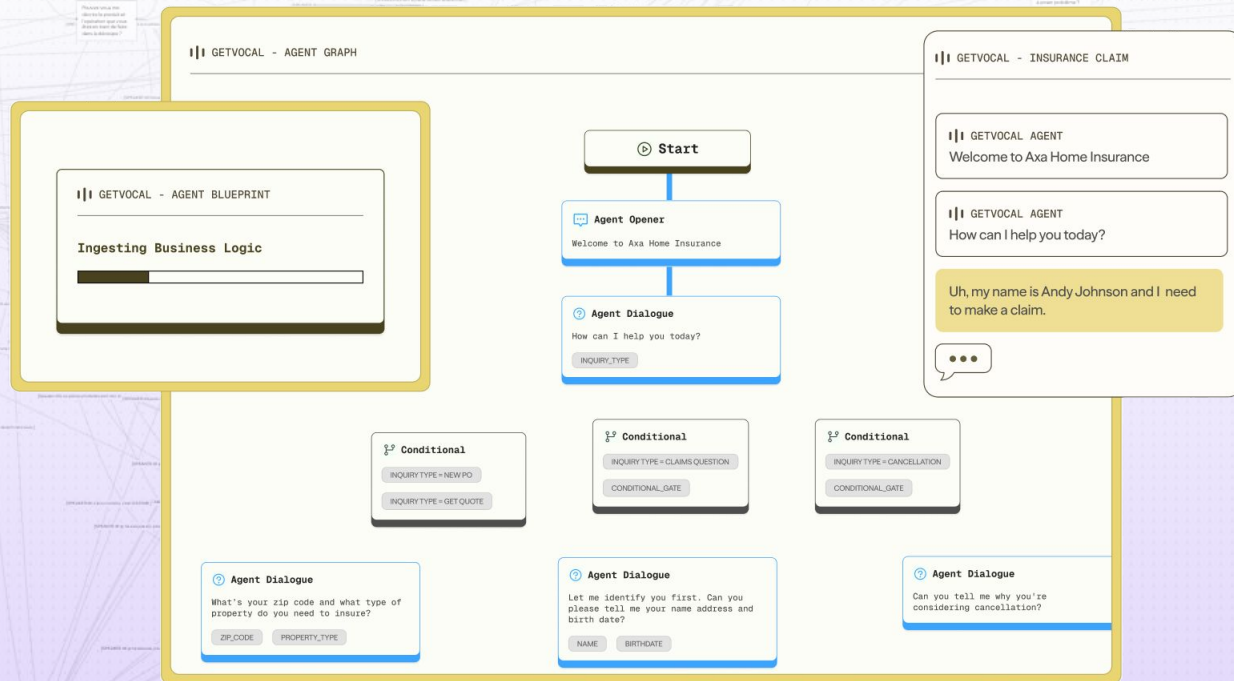 GETVOCAL - AGENT GRAPH
GETVOCAL - AGENT BLUEPRINT
Ingesting Business Logic
Start
Agent Opener
Welcome to Axa Home Insurance
Agent Dialogue
How can I help you today?
INQUIRY_TYPE
Conditional
INQUIRY TYPE = NEW PO
INQUIRY TYPE = GET QUOTE
Conditional
INQUIRY TYPE = CLAIMS QUESTION
CONDITIONAL_GATE
Conditional
INQUIRY TYPE = CANCELLATION
CONDITIONAL_GATE
Agent Dialogue
What's your zip code and what type of
property do you need to insure?
ZIP_CODE PROPERTY_TYPE
Agent Dialogue
Let me identify you first. Can you
please tell me your name address and
birth date?
NAME BIRTHDATE
Agent Dialogue
Can you tell me why you're
considering cancellation?
GETVOCAL - INSURANCE CLAIM
GETVOCAL AGENT
Welcome to Axa Home Insurance
GETVOCAL AGENT
How can I help you today?
Uh, my name is Andy Johnson and I need
to make a claim.